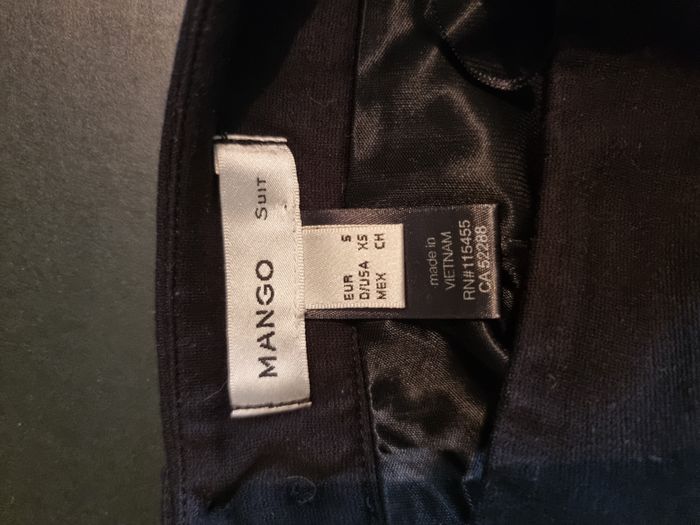 MANGO SUIT
EUR S
D/USA XS
MEX CH
made in
VIETNAM
RN#115455
CA 52288